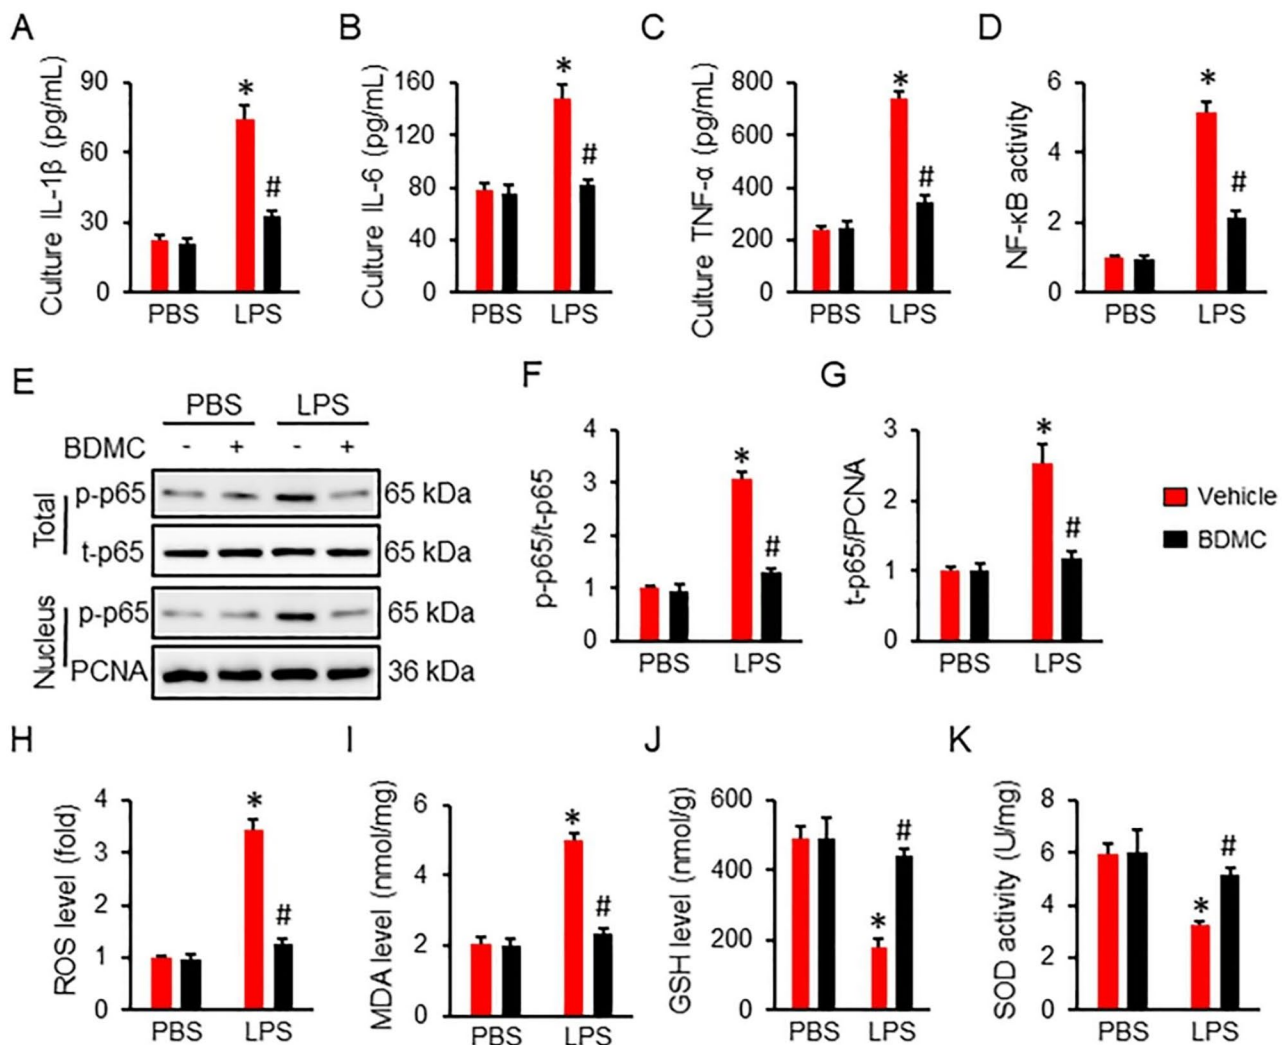 A
Culture IL-1β (pg/mL)
90
60
30
0
*
#
PBS LPS
B
Culture IL-6 (pg/mL)
160
120
80
40
0
*
#
PBS LPS
C
Culture TNF-α (pg/mL)
800
600
400
200
0
*
#
PBS LPS
D
NF-κB activity
6
4
2
0
*
#
PBS LPS
E
PBS LPS
BDMC - + - +
Total
p-p65 65 kDa
t-p65 65 kDa
Nucleus
p-p65 65 kDa
PCNA 36 kDa
F
p-p65/t-p65
4
3
2
1
0
*
#
PBS LPS
G
t-p65/PCNA
3
2
1
0
*
#
PBS LPS
Vehicle
BDMC
H
ROS level (fold)
4
3
2
1
0
*
#
PBS LPS
I
MDA level (nmol/mg)
6
4
2
0
*
#
PBS LPS
J
GSH level (nmol/g)
600
400
200
0
*
#
PBS LPS
K
SOD activity (U/mg)
8
6
4
2
0
*
#
PBS LPS